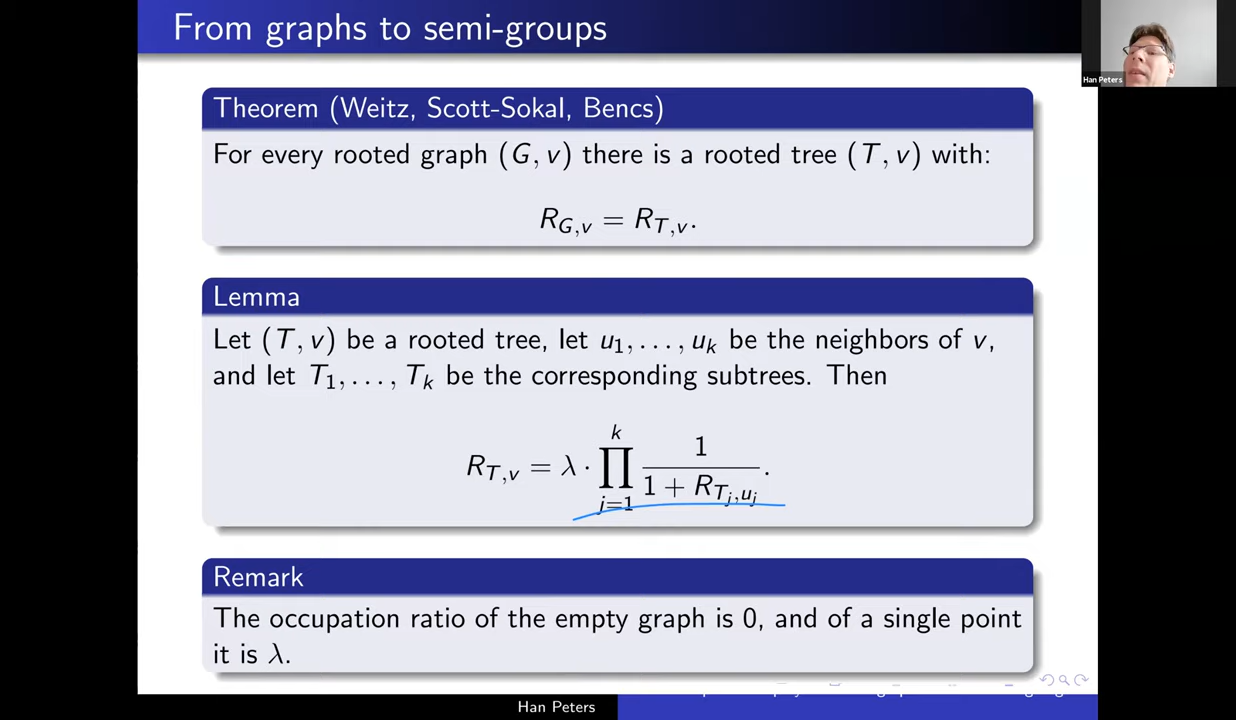 From graphs to semi-groups
Han Peters
Theorem (Weitz, Scott-Sokal, Bencs)
For every rooted graph (G, v) there is a rooted tree (T, v) with:
R_{G,v} = R_{T,v}.
Lemma
Let (T, v) be a rooted tree, let u_1, . . . , u_k be the neighbors of v,
and let T_1, . . . , T_k be the corresponding subtrees. Then
R_{T,v} = λ · ∏_{j=1}^{k} \frac{1}{1 + R_{T_j,u_j}}.
Remark
The occupation ratio of the empty graph is 0, and of a single point
it is λ.
Han Peters